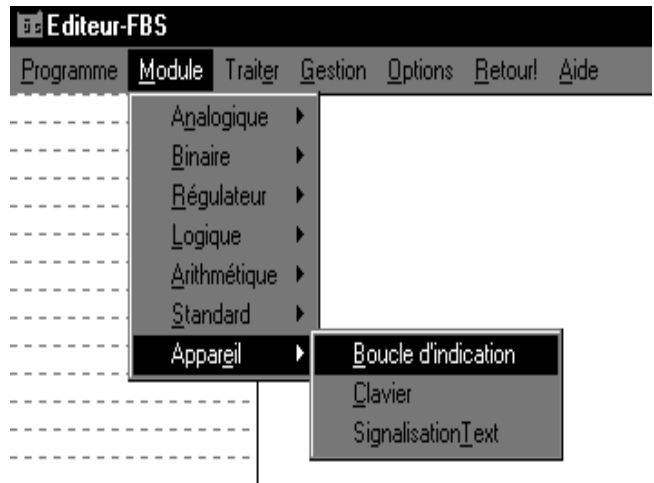 Editeur-FBS
Programme Module Traiter Gestion Options Retour! Aide
Analogique
Binaire
Régulateur
Logique
Arithmétique
Standard
Appareil
Boucle d'indication
Clavier
SignalisationText